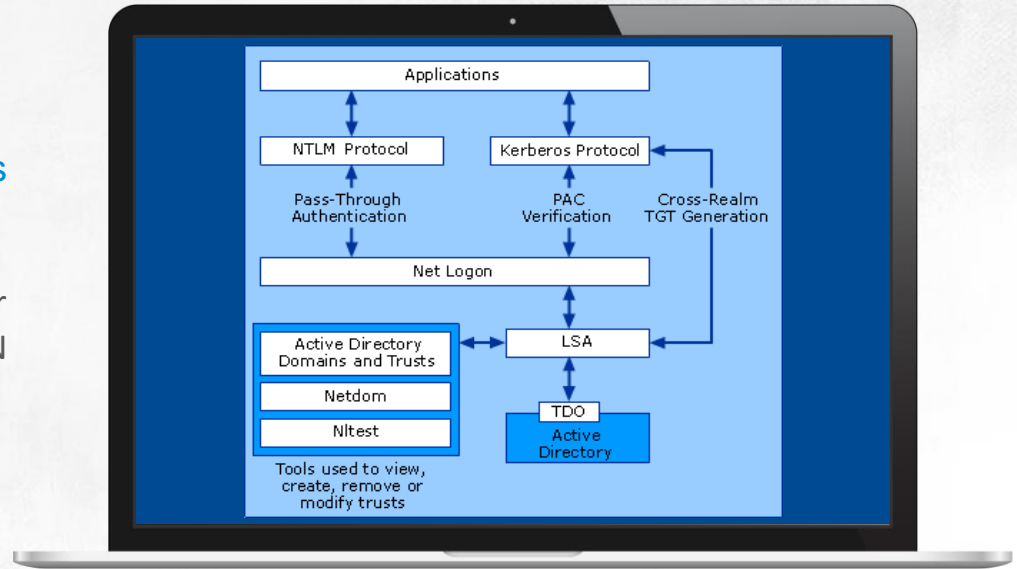 s
r
Applications
NTLM Protocol
Kerberos Protocol
Pass-Through
Authentication
PAC
Verification
Cross-Realm
TGT Generation
Net Logon
Active Directory
Domains and Trusts
Netdom
Nltest
LSA
TDO
Active
Directory
Tools used to view,
create, remove or
modify trusts